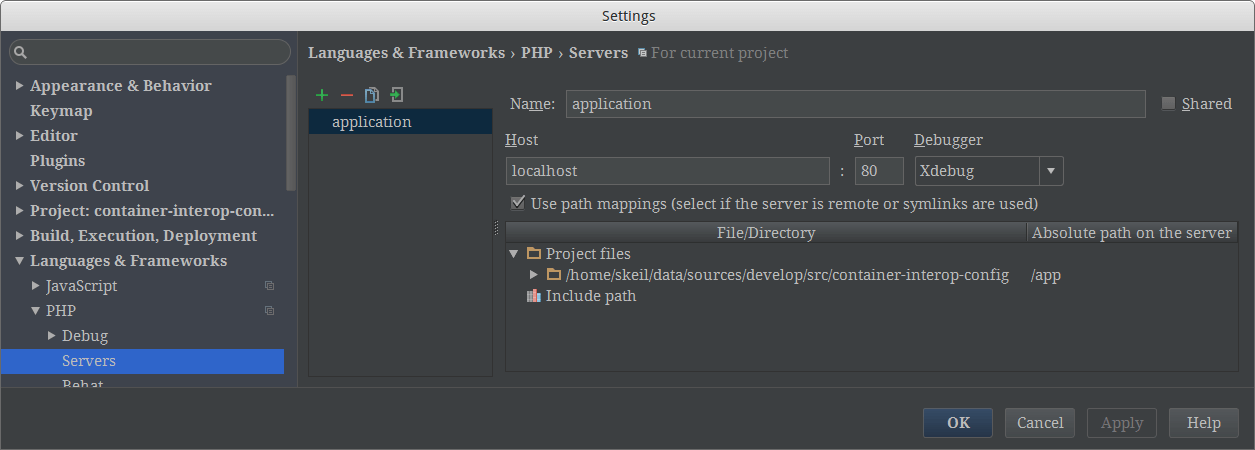 Settings
Languages & Frameworks › PHP › Servers For current project
Appearance & Behavior
Keymap
Editor
Plugins
Version Control
Project: container-interop-con...
Build, Execution, Deployment
Languages & Frameworks
JavaScript
PHP
Debug
Servers
Behat
application
Name: application Shared
Host Port Debugger
localhost : 80 Xdebug
Use path mappings (select if the server is remote or symlinks are used)
File/Directory Absolute path on the server
Project files
/home/skeil/data/sources/develop/src/container-interop-config /app
Include path
OK Cancel Apply Help